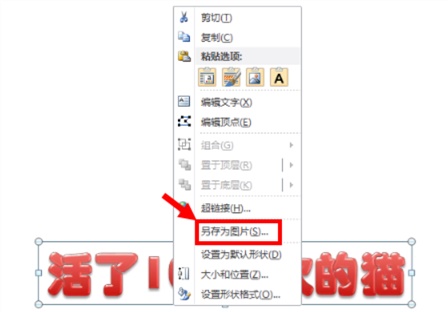 剪切(T)
复制(C)
粘贴选项:
A
编辑文字(X)
编辑顶点(E)
组合(G)
置于顶层(R)
置于底层(K)
超链接(H)...
另存为图片(S)...
设置为默认形状(D)
大小和位置(Z)...
设置形状格式(O)...
活了1 的猫